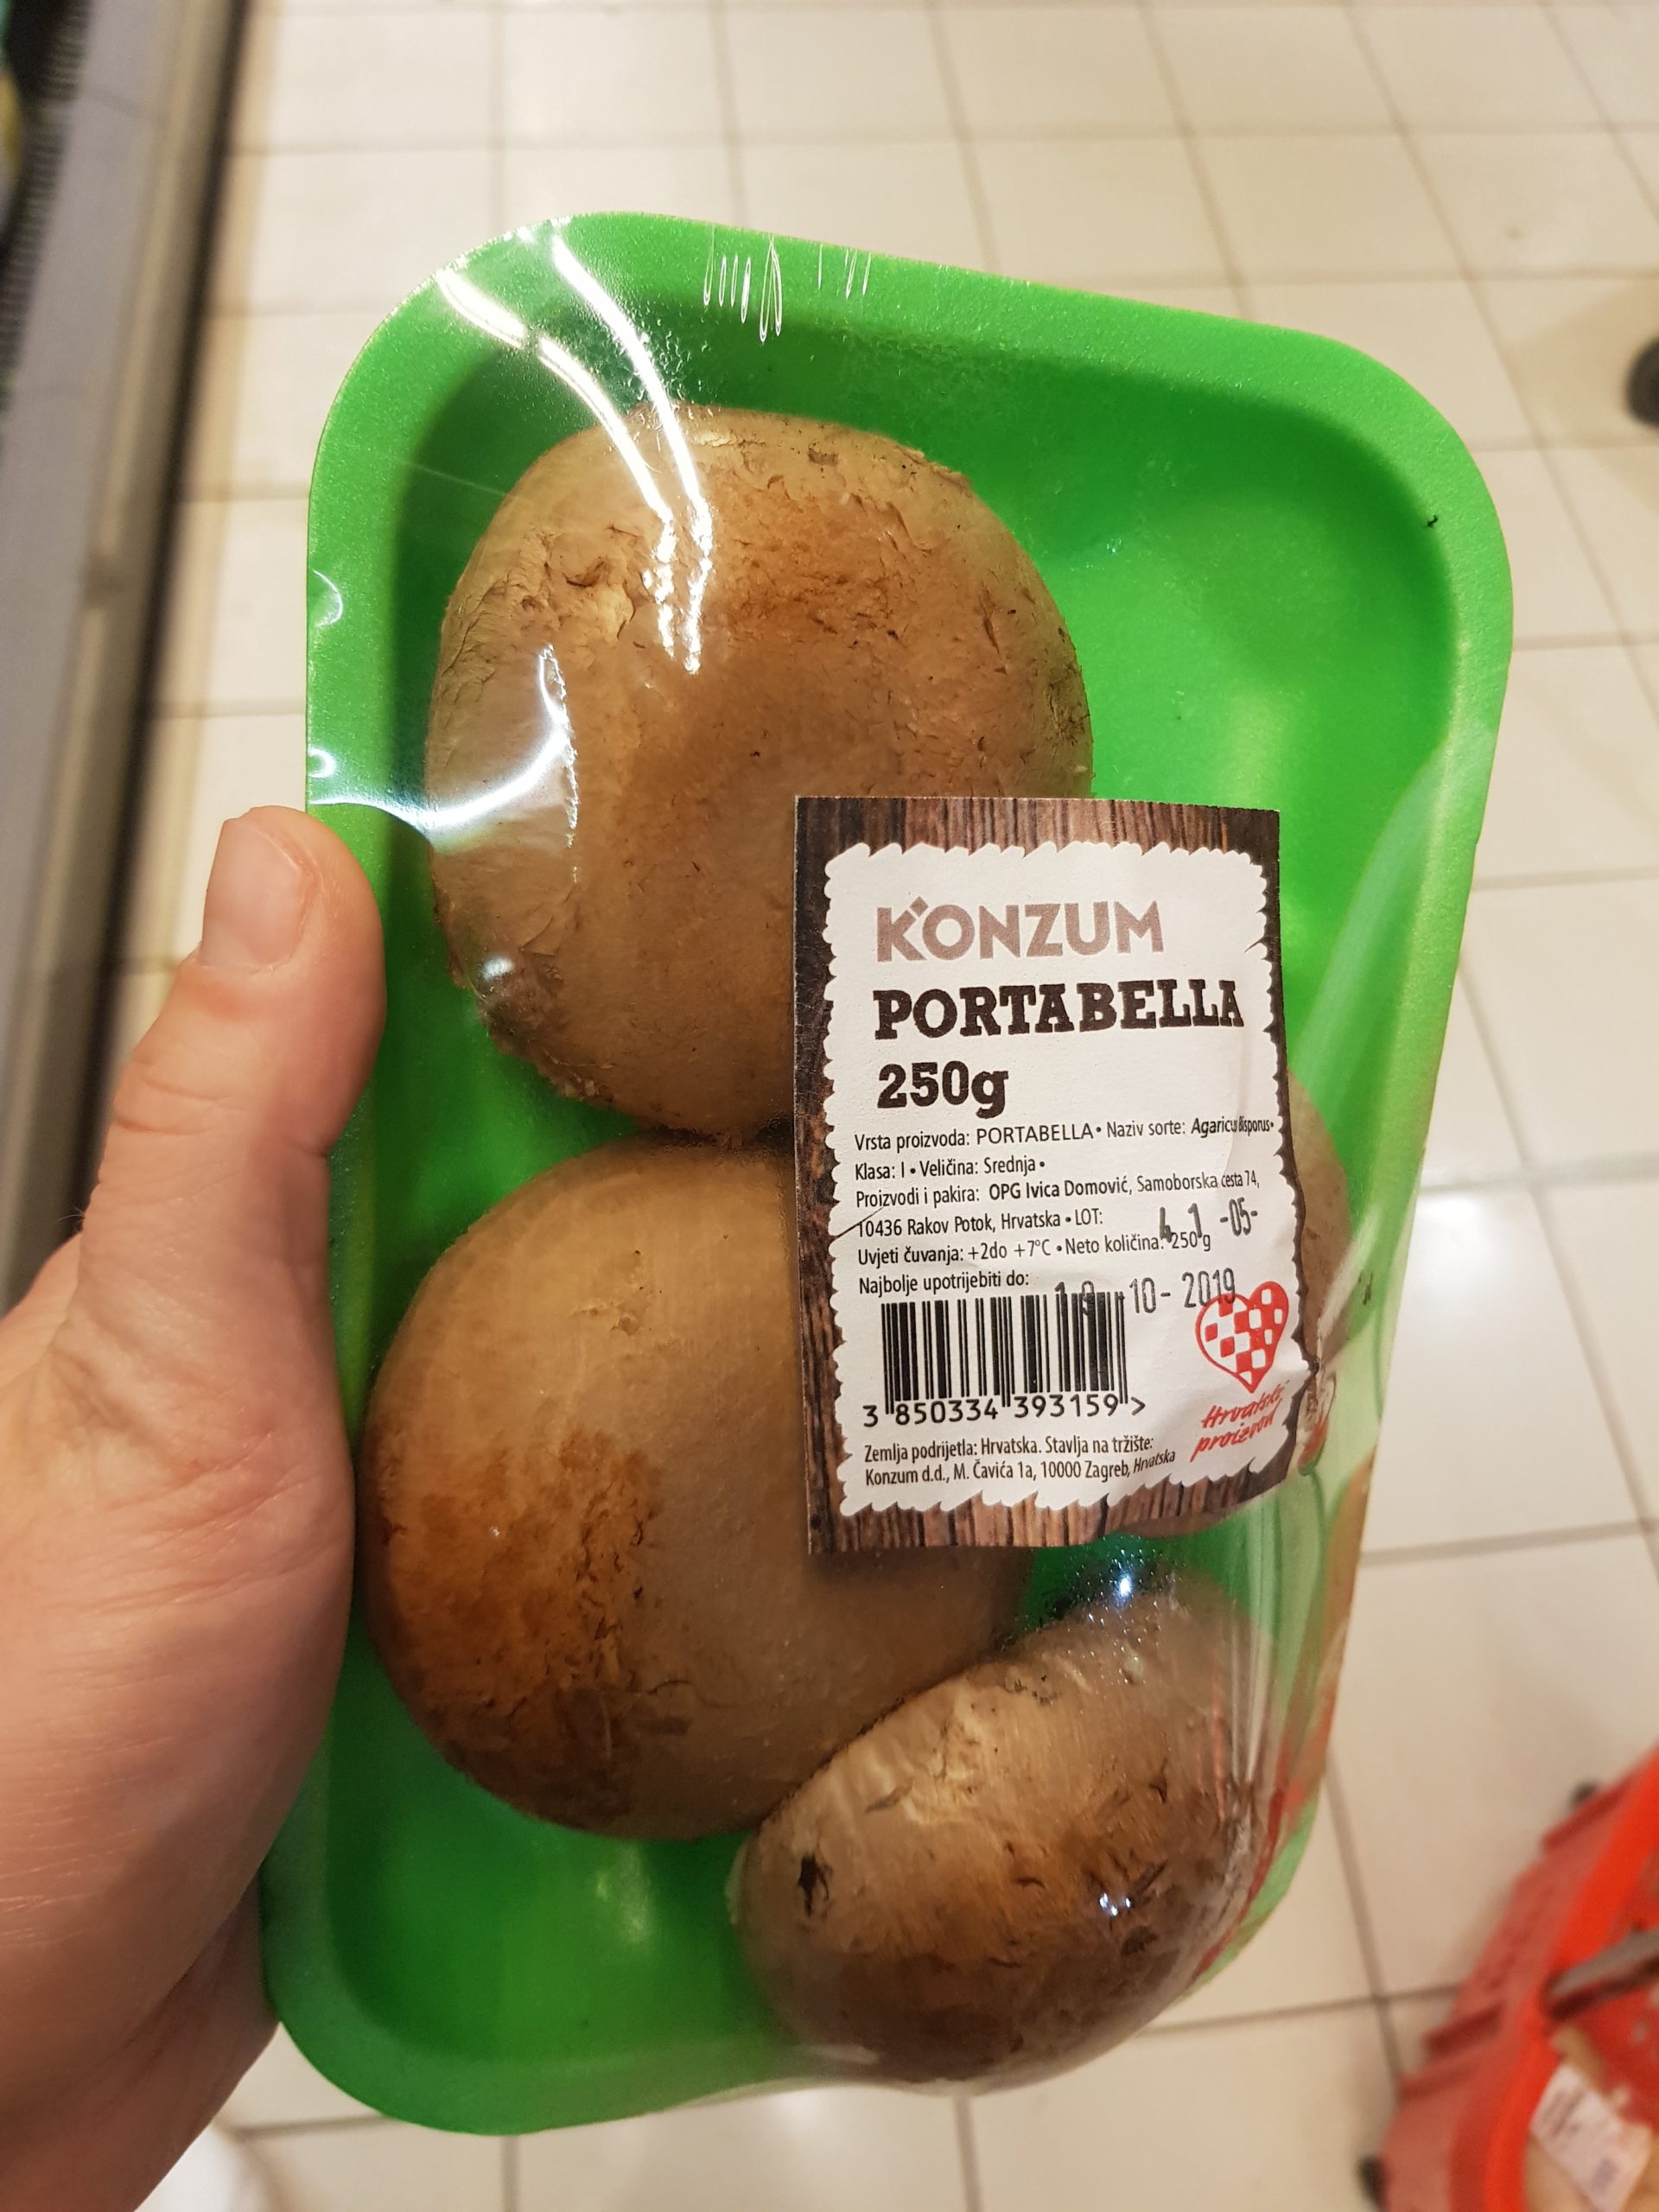 KONZUM
PORTABELLA
250g
Vrsta proizvoda: PORTABELLA • Naziv sorte: Agaricus Bisporus •
Klasa: I • Veličina: Srednja •
Proizvodi i pakira: OPG Ivica Domović, Samoborska cesta 74,
10436 Rakov Potok, Hrvatska • LOT: 4 1 -05-
Uvjeti čuvanja: +2do +7°C • Neto količina: 250 g
Najbolje upotrijebiti do: -10- 2019
3 850334 393159 >
Hrvatski
proizvod
Zemlja podrijetla: Hrvatska. Stavlja na tržište:
Konzum d.d., M. Čavića 1a, 10000 Zagreb, Hrvatska